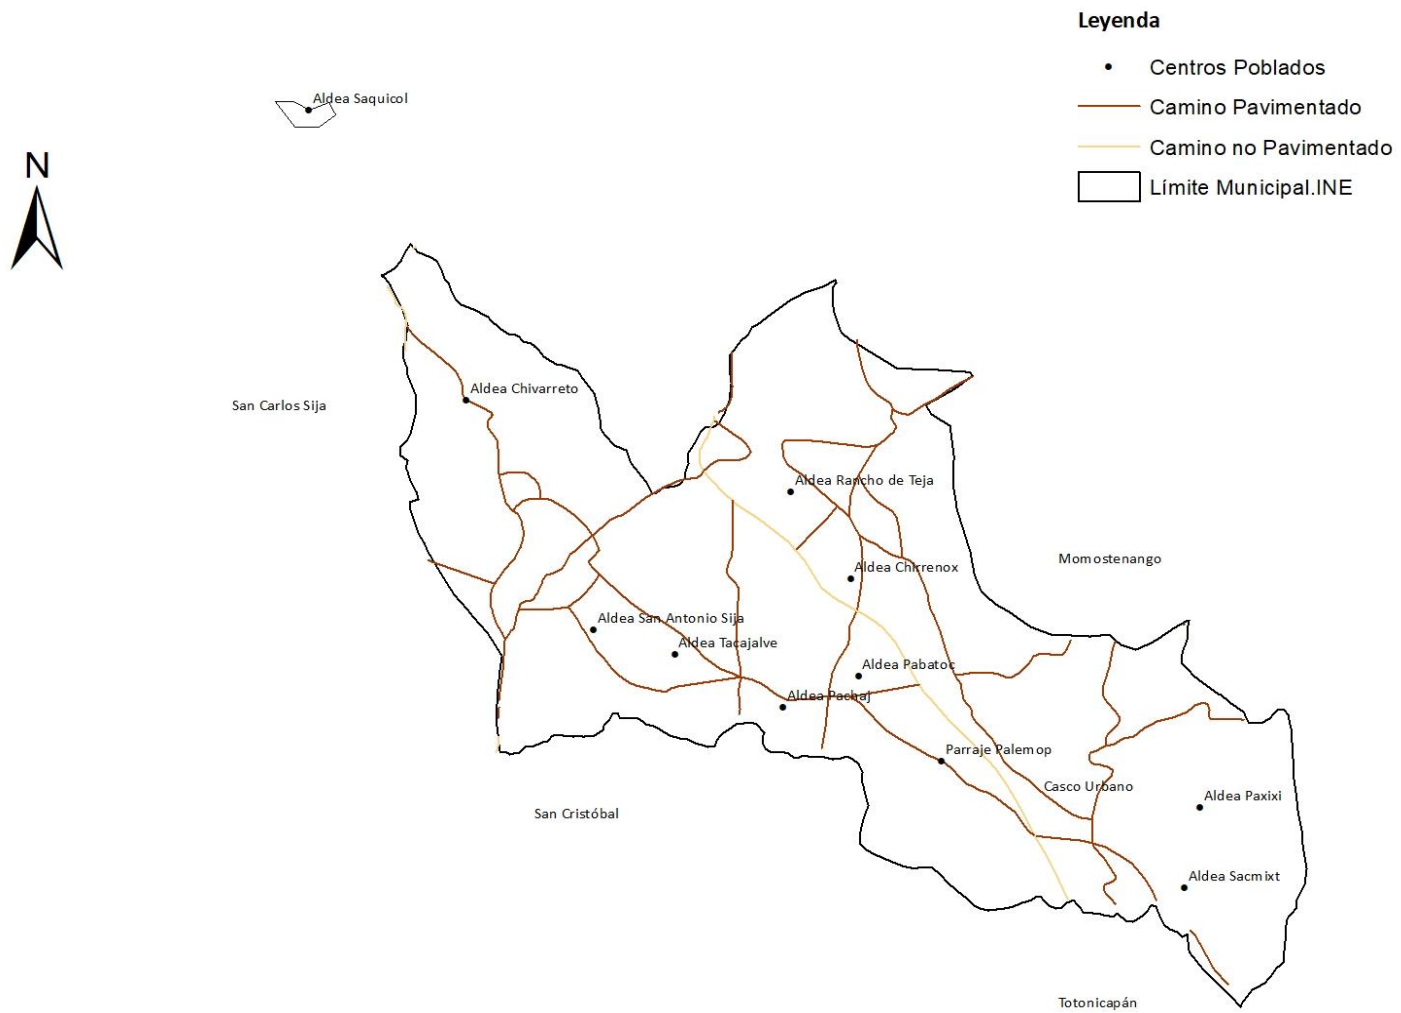 Leyenda
Centros Poblados
Camino Pavimentado
Camino no Pavimentado
Límite Municipal.INE
Aldea Saquicol
N
Aldea Chivarreto
San Carlos Sija
Aldea Rancho de Teja
Momostenango
Aldea Chirrenox
Aldea San Antonio Sija
Aldea Tacajalve
Aldea Pabatoc
Aldea Pachaj
Parraje Palemop
Casco Urbano
Aldea Paxixi
San Cristóbal
Aldea Sacmixt
Totonicapán